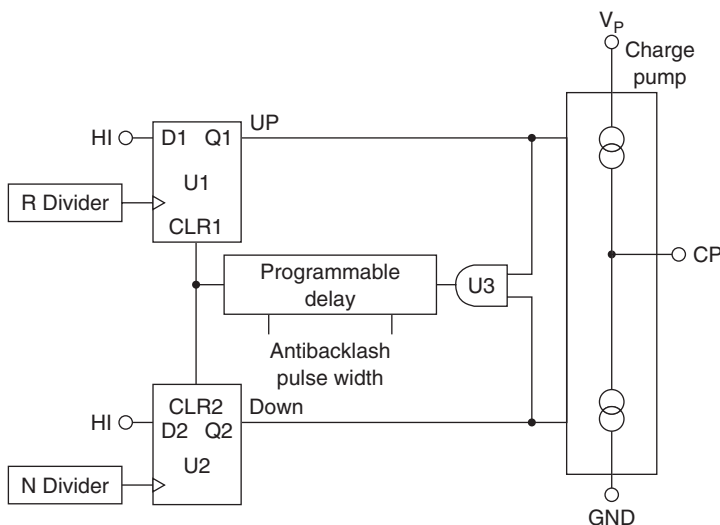 V_P
Charge
pump
HI
D1 Q1
UP
U1
R Divider
CLR1
Programmable
delay
U3
CP
Antibacklash
pulse width
CLR2
Down
HI
D2 Q2
U2
N Divider
GND